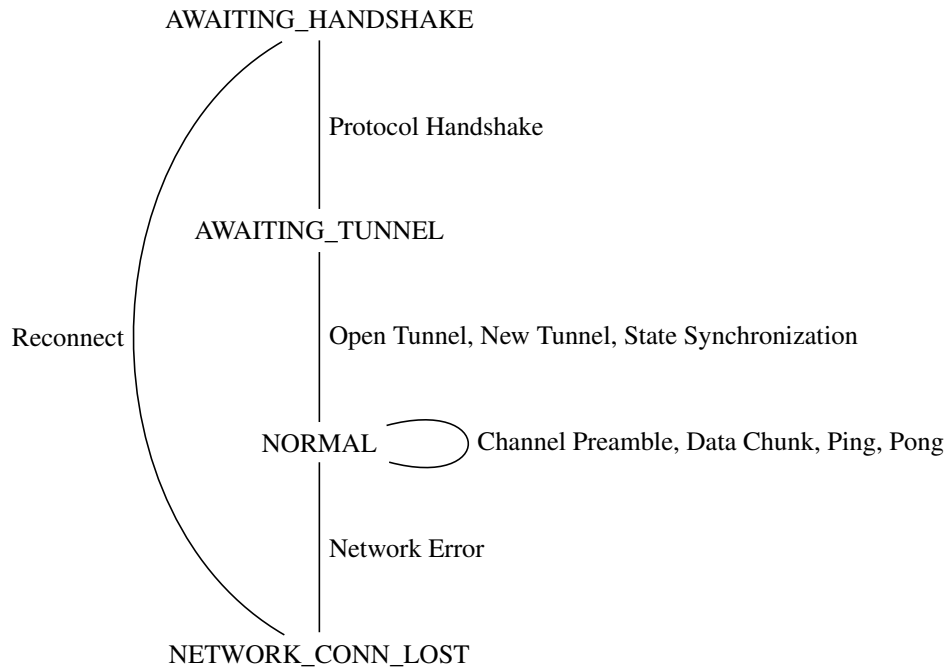 AWAITING_HANDSHAKE
Protocol Handshake
AWAITING_TUNNEL
Reconnect
Open Tunnel, New Tunnel, State Synchronization
NORMAL
Channel Preamble, Data Chunk, Ping, Pong
Network Error
NETWORK_CONN_LOST